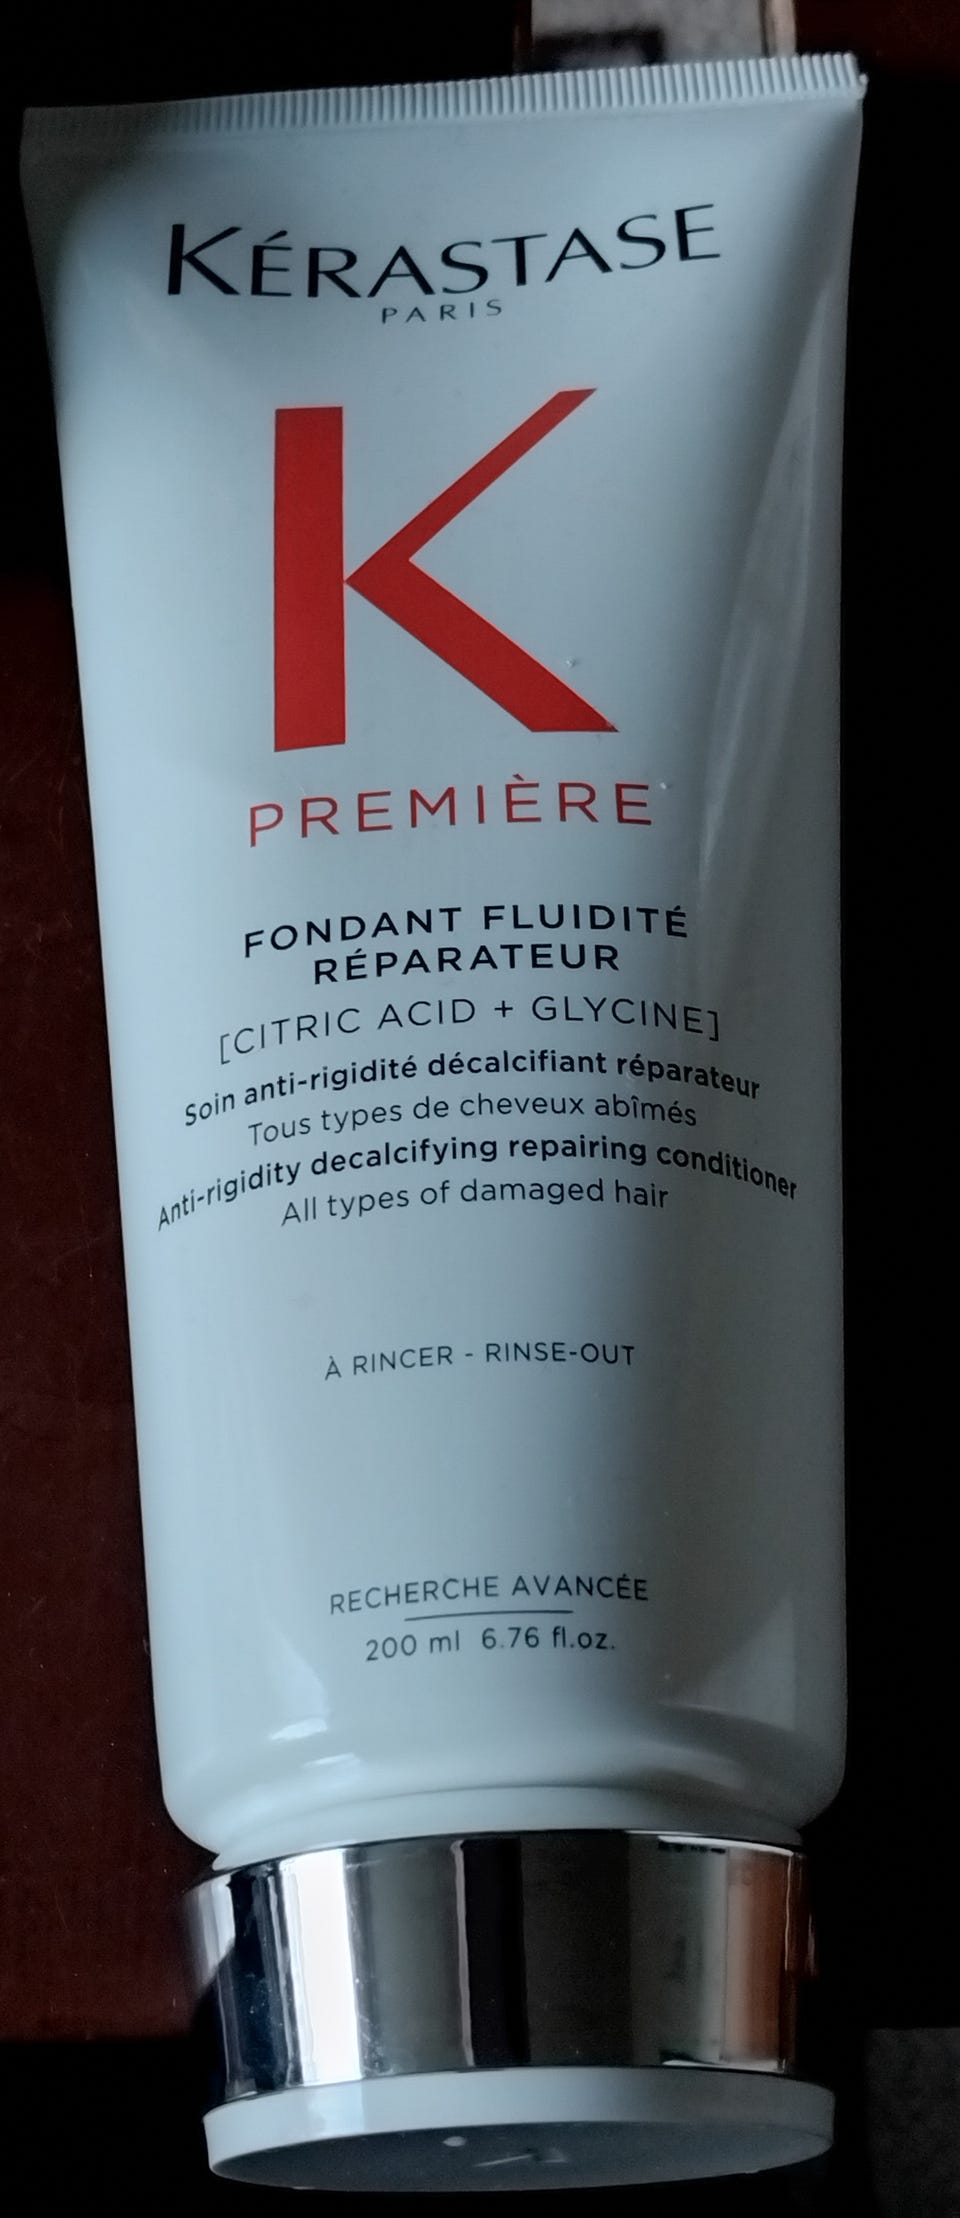 KÉRASTASE
PARIS
K
PREMIÈRE
FONDANT FLUIDITÉ
RÉPARATEUR
[CITRIC ACID + GLYCINE]
Soin anti-rigidité décalcifiant réparateur
Tous types de cheveux abîmés
Anti-rigidity decalcifying repairing conditioner
All types of damaged hair
À RINCER - RINSE-OUT
RECHERCHE AVANCÉE
200 ml 6.76 fl.oz.